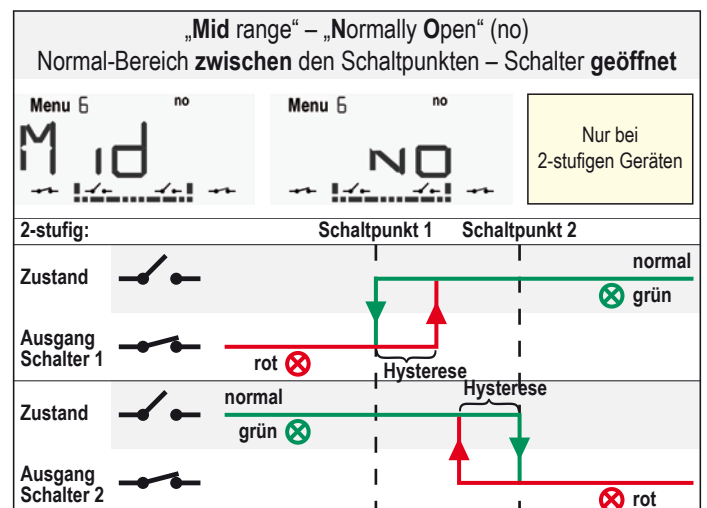 „Mid range“ – „Normally Open“ (no)
Normal-Bereich zwischen den Schaltpunkten – Schalter geöffnet
Menu 6 no
Mid
Menu 6 no
NO
Nur bei
2-stufigen Geräten
2-stufig: Schaltpunkt 1 Schaltpunkt 2
Zustand
normal
grün
Ausgang
Schalter 1
rot
Hysterese
Hysterese
Zustand
normal
grün
Ausgang
Schalter 2
rot